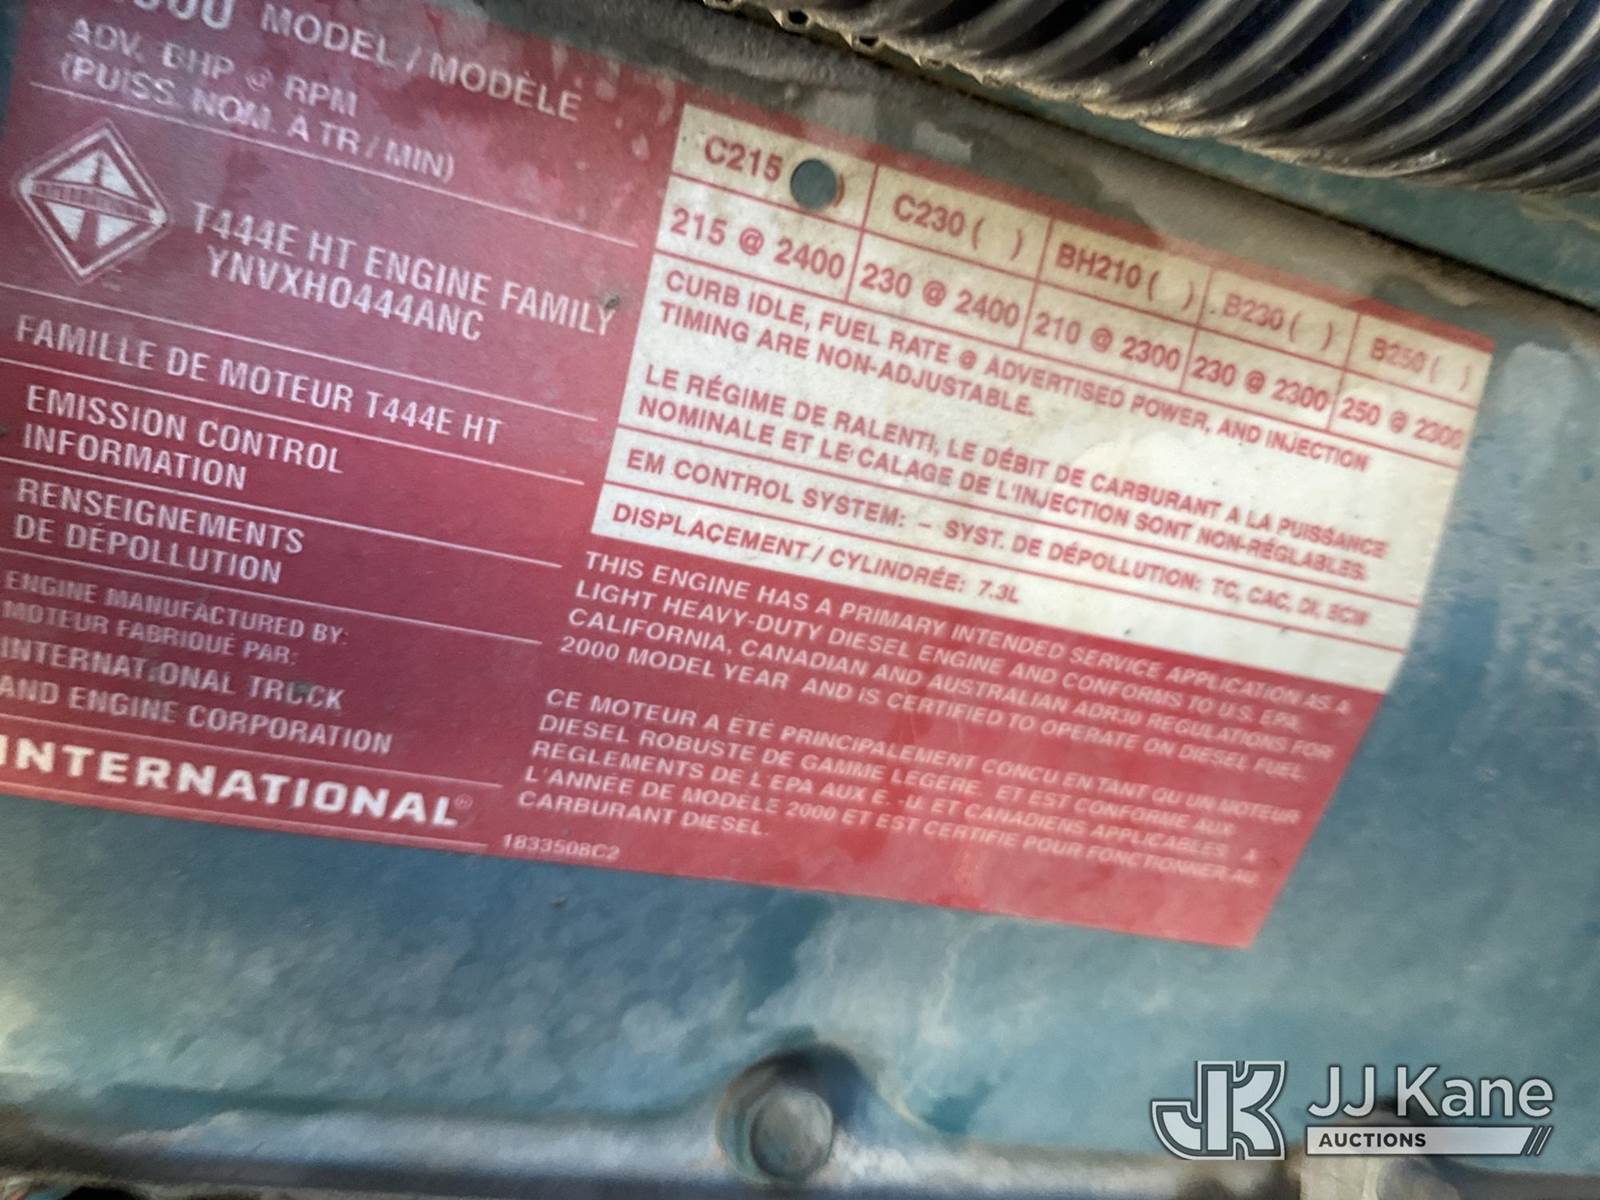 MODEL / MODÈLE
ADV. BHP @ RPM
(PUISS. NOM. A TR / MIN)
T444E HT ENGINE FAMILY
YNVXH0444ANC
FAMILLE DE MOTEUR T444E HT
EMISSION CONTROL
INFORMATION
RENSEIGNEMENTS
DE DÉPOLLUTION
ENGINE MANUFACTURED BY:
MOTEUR FABRIQUÉ PAR:
INTERNATIONAL TRUCK
AND ENGINE CORPORATION
INTERNATIONAL®
C215 ) C230 ( ) BH210 ( ) B230 ( ) B250 ( )
215 @ 2400 230 @ 2400 210 @ 2300 230 @ 2300 250 @ 2300
CURB IDLE, FUEL RATE @ ADVERTISED POWER, AND INJECTION
TIMING ARE NON-ADJUSTABLE.
LE RÉGIME DE RALENTI, LE DÉBIT DE CARBURANT A LA PUISSANCE
NOMINALE ET LE CALAGE DE L'INJECTION SONT NON-RÉGLABLES.
EM CONTROL SYSTEM: – SYST. DE DÉPOLLUTION: TC, CAC, DI, ECM
DISPLACEMENT / CYLINDRÉE: 7.3L
THIS ENGINE HAS A PRIMARY INTENDED SERVICE APPLICATION AS A
LIGHT HEAVY-DUTY DIESEL ENGINE AND CONFORMS TO U.S. EPA,
CALIFORNIA, CANADIAN AND AUSTRALIAN ADR30 REGULATIONS FOR
2000 MODEL YEAR AND IS CERTIFIED TO OPERATE ON DIESEL FUEL.
CE MOTEUR A ÉTÉ PRINCIPALEMENT CONCU EN TANT QU'UN MOTEUR
DIESEL ROBUSTE DE GAMME LEGÈRE, ET EST CONFORME AUX
REGLEMENTS DE L'EPA AUX E.-U. ET CANADIENS APPLICABLES A
L'ANNÉE DE MODÈLE 2000 ET EST CERTIFIÉ POUR FONCTIONNER AU
CARBURANT DIESEL.
1833508C2
JK JJ Kane
AUCTIONS